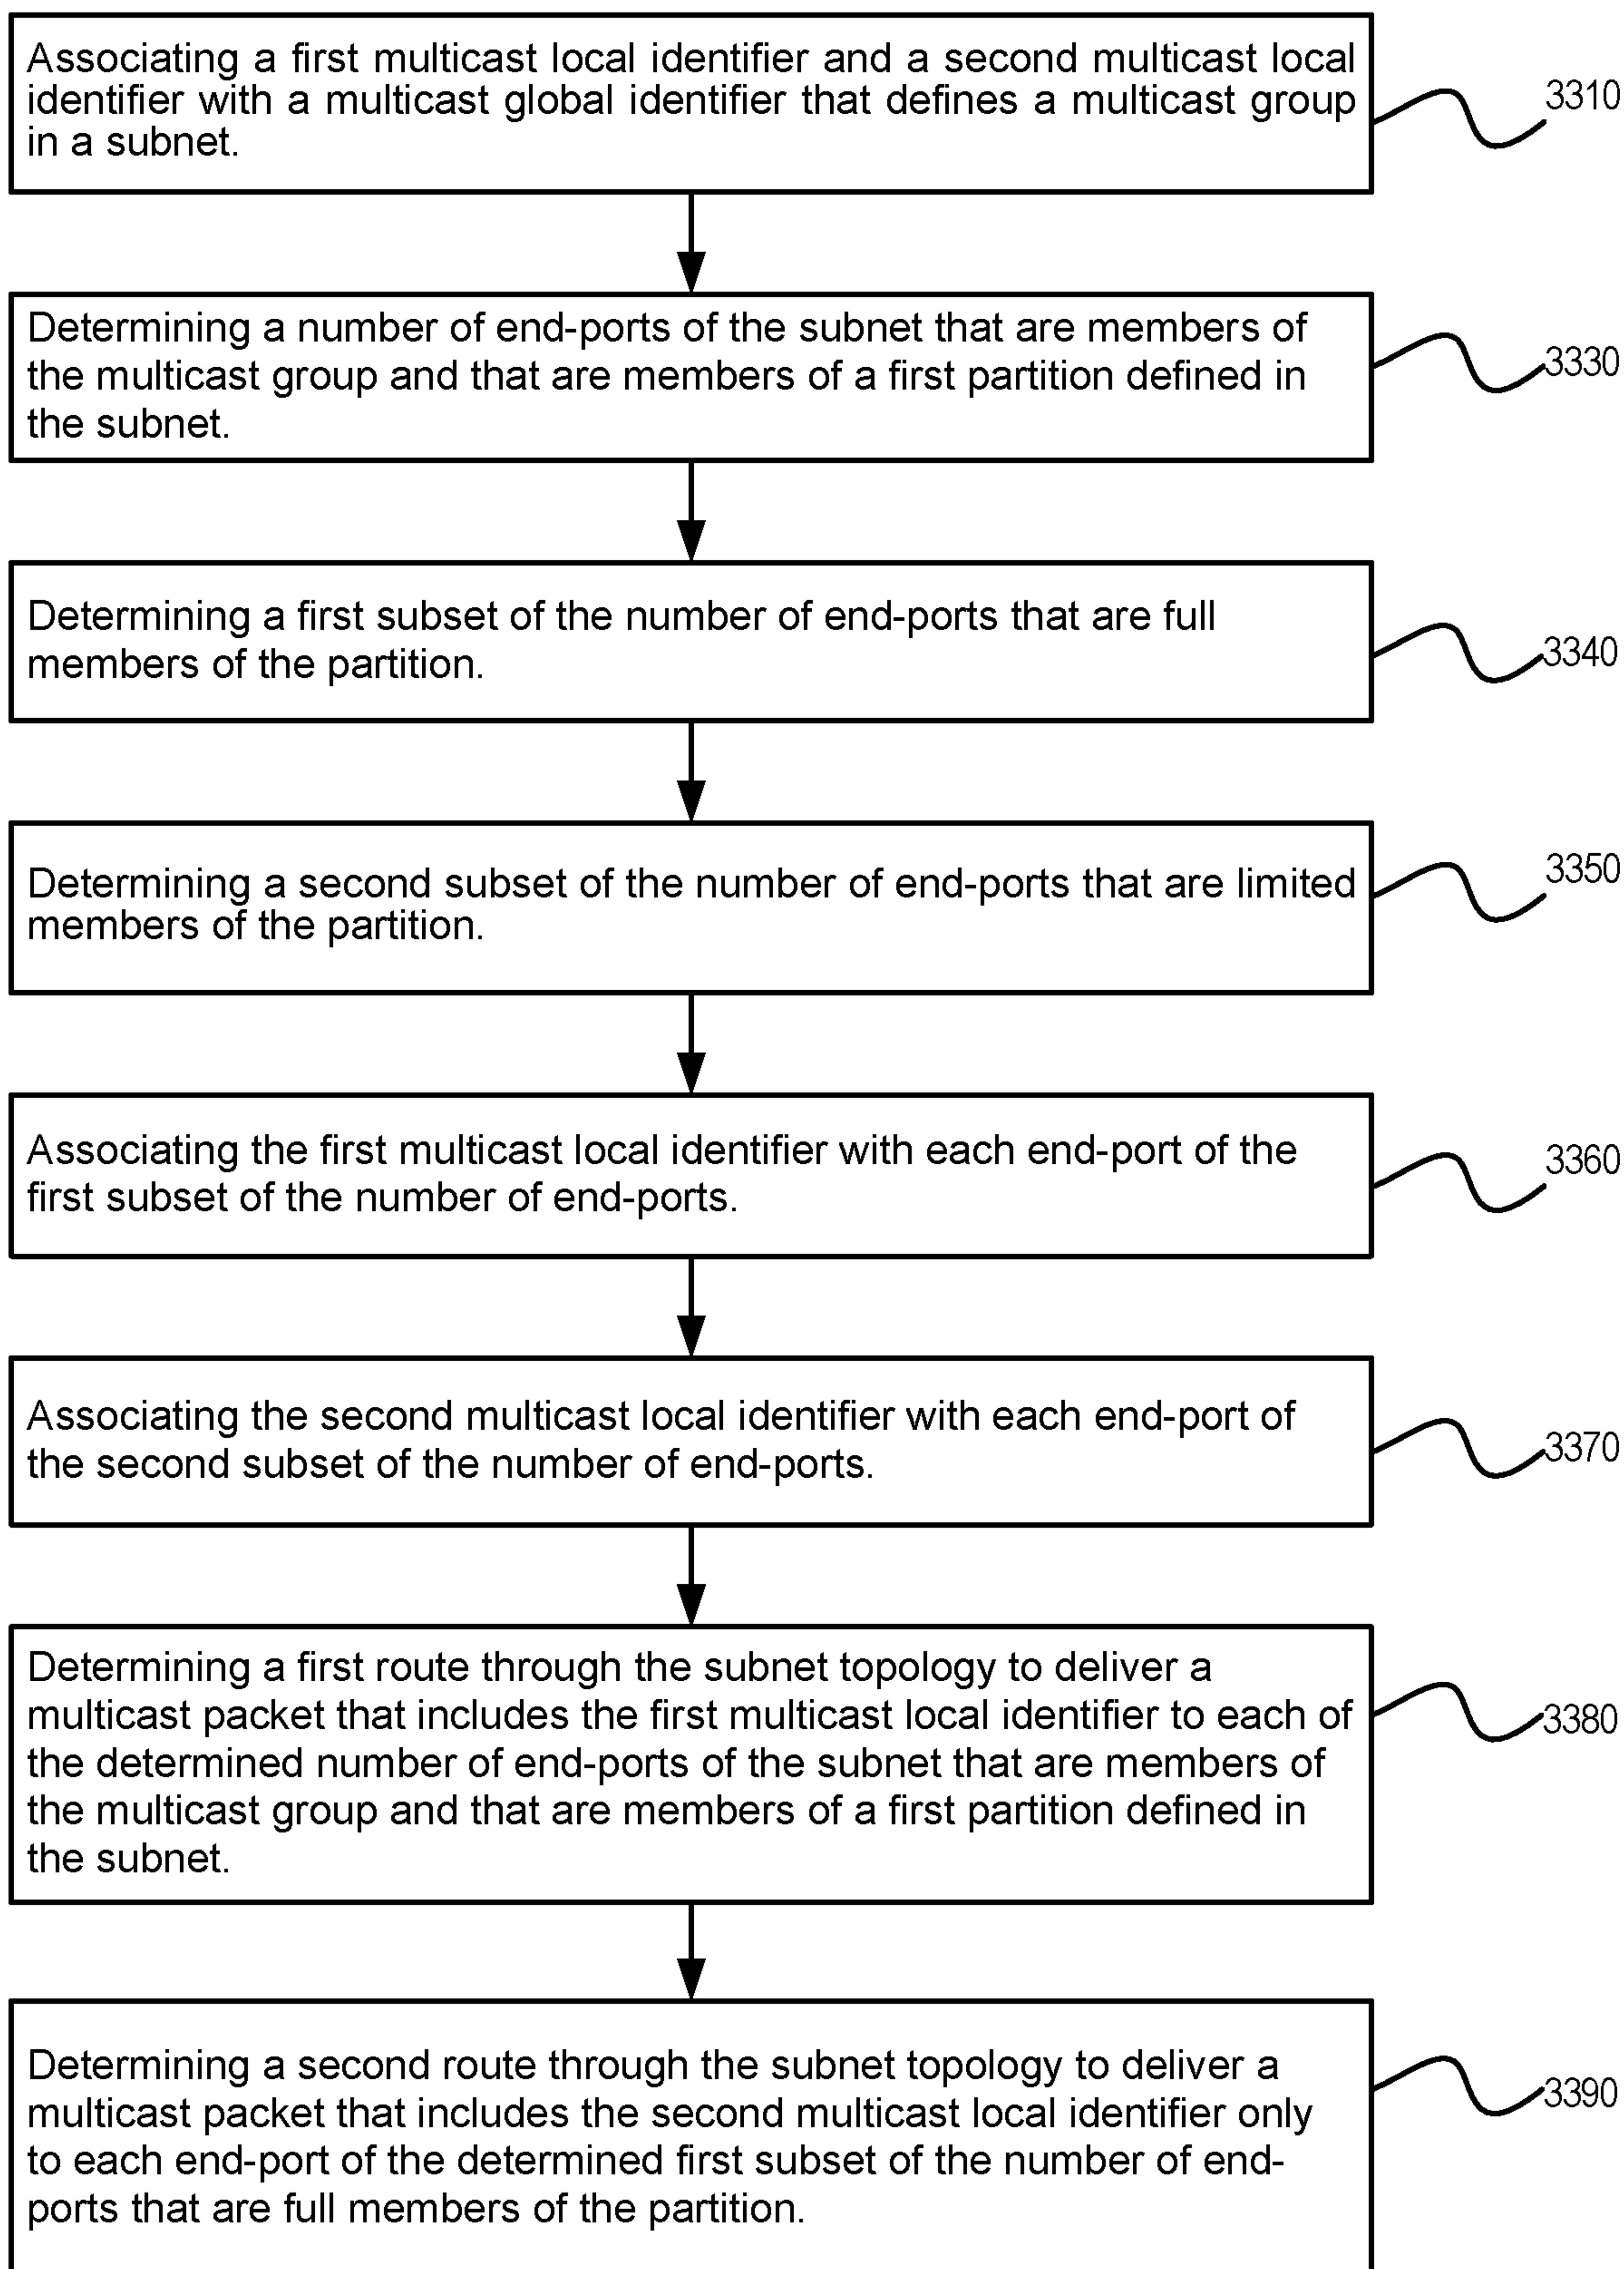 Associating a first multicast local identifier and a second multicast local
identifier with a multicast global identifier that defines a multicast group
in a subnet.
3310
Determining a number of end-ports of the subnet that are members of
the multicast group and that are members of a first partition defined in
the subnet.
3330
Determining a first subset of the number of end-ports that are full
members of the partition.
3340
Determining a second subset of the number of end-ports that are limited
members of the partition.
3350
Associating the first multicast local identifier with each end-port of the
first subset of the number of end-ports.
3360
Associating the second multicast local identifier with each end-port of
the second subset of the number of end-ports.
3370
Determining a first route through the subnet topology to deliver a
multicast packet that includes the first multicast local identifier to each of
the determined number of end-ports of the subnet that are members of
the multicast group and that are members of a first partition defined in
the subnet.
3380
Determining a second route through the subnet topology to deliver a
multicast packet that includes the second multicast local identifier only
to each end-port of the determined first subset of the number of end-
ports that are full members of the partition.
3390